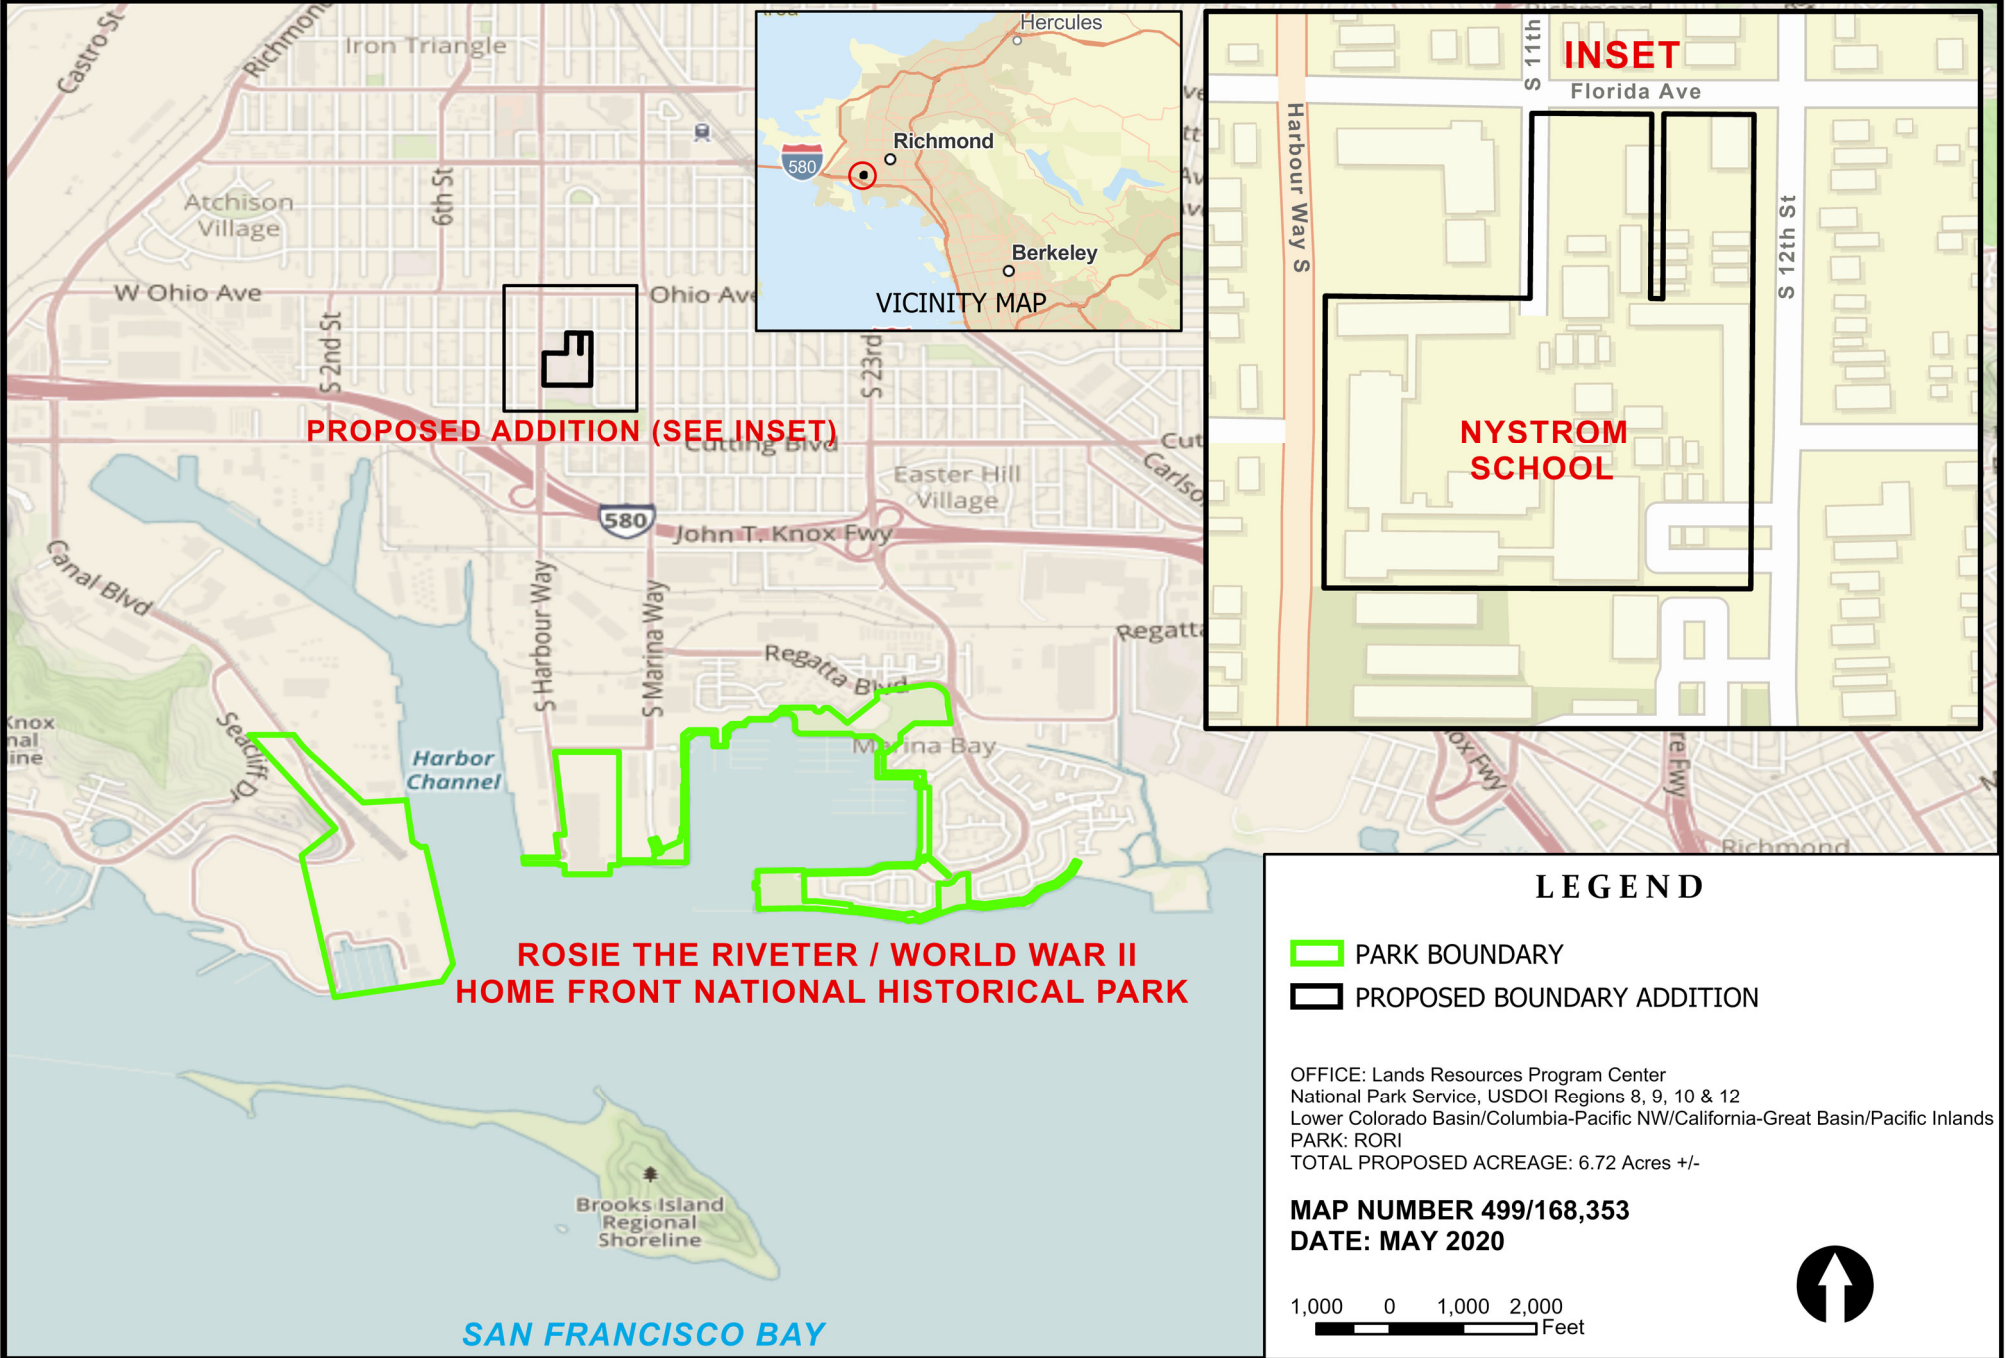 Castro St
Iron Triangle
6th St
Atchison
Village
W Ohio Ave
Ohio Ave
S 2nd St
S 23rd
PROPOSED ADDITION (SEE INSET)
Cutting Blvd
Easter Hill
Village
580
John T. Knox Fwy
Canal Blvd
S Harbour Way
S Marina Way
Regatta Blvd
Seacliff Dr
Harbor
Channel
Marina Bay
ROSIE THE RIVETER / WORLD WAR II
HOME FRONT NATIONAL HISTORICAL PARK
Brooks Island
Regional
Shoreline
SAN FRANCISCO BAY
Hercules
Richmond
580
Berkeley
VICINITY MAP
INSET
S 11th
Florida Ave
Harbour Way S
S 12th St
NYSTROM
SCHOOL
Richmond
LEGEND
PARK BOUNDARY
PROPOSED BOUNDARY ADDITION
OFFICE: Lands Resources Program Center
National Park Service, USDOI Regions 8, 9, 10 & 12
Lower Colorado Basin/Columbia-Pacific NW/California-Great Basin/Pacific Inlands
PARK: RORI
TOTAL PROPOSED ACREAGE: 6.72 Acres +/-
MAP NUMBER 499/168,353
DATE: MAY 2020
1,000 0 1,000 2,000
Feet